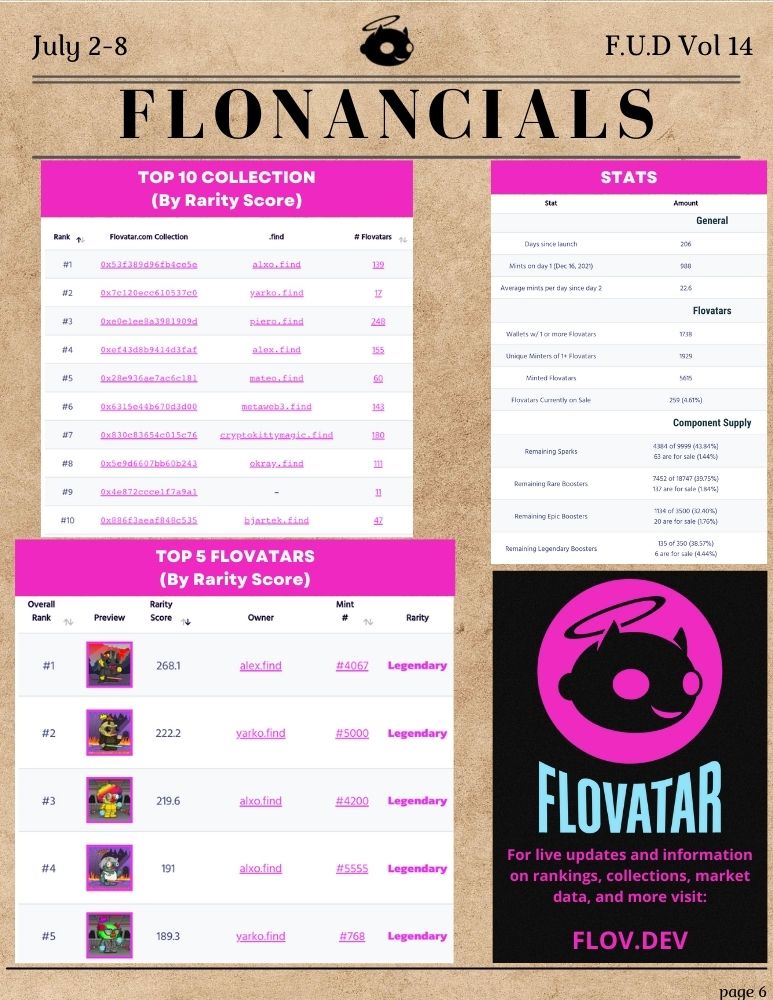 July 2-8
F.U.D Vol 14
FLONANCIALS
TOP 10 COLLECTION
(By Rarity Score)
Rank Flovatar.com Collection .find # Flovatars
#1 0x53f389d96fb4ce5e alxo.find 139
#2 0x7c120ecc610537c0 yarko.find 17
#3 0xe0e1ee8a3981909d piero.find 248
#4 0xef43d8b9414d3faf alex.find 155
#5 0x28e936ae7ac6c181 mateo.find 60
#6 0x6315e44b670d3d00 metaweb3.find 143
#7 0x830c83654c015c76 cryptokittymagic.find 180
#8 0x5e9d6607bb60b243 okray.find 111
#9 0x4e872ccce1f7a9a1 - 11
#10 0x886f3aeaf848c535 bjartek.find 47
STATS
Stat Amount
General
Days since launch 206
Mints on day 1 (Dec 16, 2021) 988
Average mints per day since day 2 22.6
Flovatars
Wallets w/ 1 or more Flovatars 1738
Unique Minters of 1+ Flovatars 1929
Minted Flovatars 5615
Flovatars Currently on Sale 259 (4.61%)
Component Supply
Remaining Sparks 4384 of 9999 (43.84%)
63 are for sale (1.44%)
Remaining Rare Boosters 7452 of 18747 (39.75%)
137 are for sale (1.84%)
Remaining Epic Boosters 1134 of 3500 (32.40%)
20 are for sale (1.76%)
Remaining Legendary Boosters 135 of 350 (38.57%)
6 are for sale (4.44%)
TOP 5 FLOVATARS
(By Rarity Score)
Overall Rank Preview Rarity Score Owner Mint # Rarity
#1 268.1 alex.find #4067 Legendary
#2 222.2 yarko.find #5000 Legendary
#3 219.6 alxo.find #4200 Legendary
#4 191 alxo.find #5555 Legendary
#5 189.3 yarko.find #768 Legendary
FLOVATAR
For live updates and information
on rankings, collections, market
data, and more visit:
FLOV.DEV
page 6